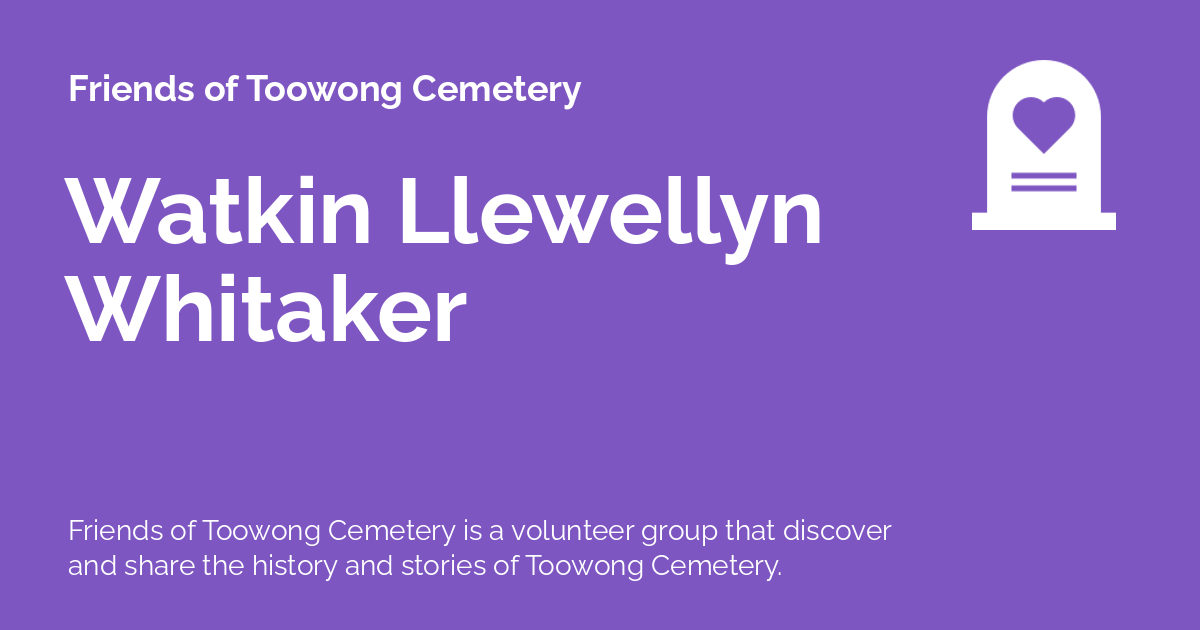 Friends of Toowong Cemetery
Watkin Llewellyn
Whitaker
Friends of Toowong Cemetery is a volunteer group that discover
and share the history and stories of Toowong Cemetery.